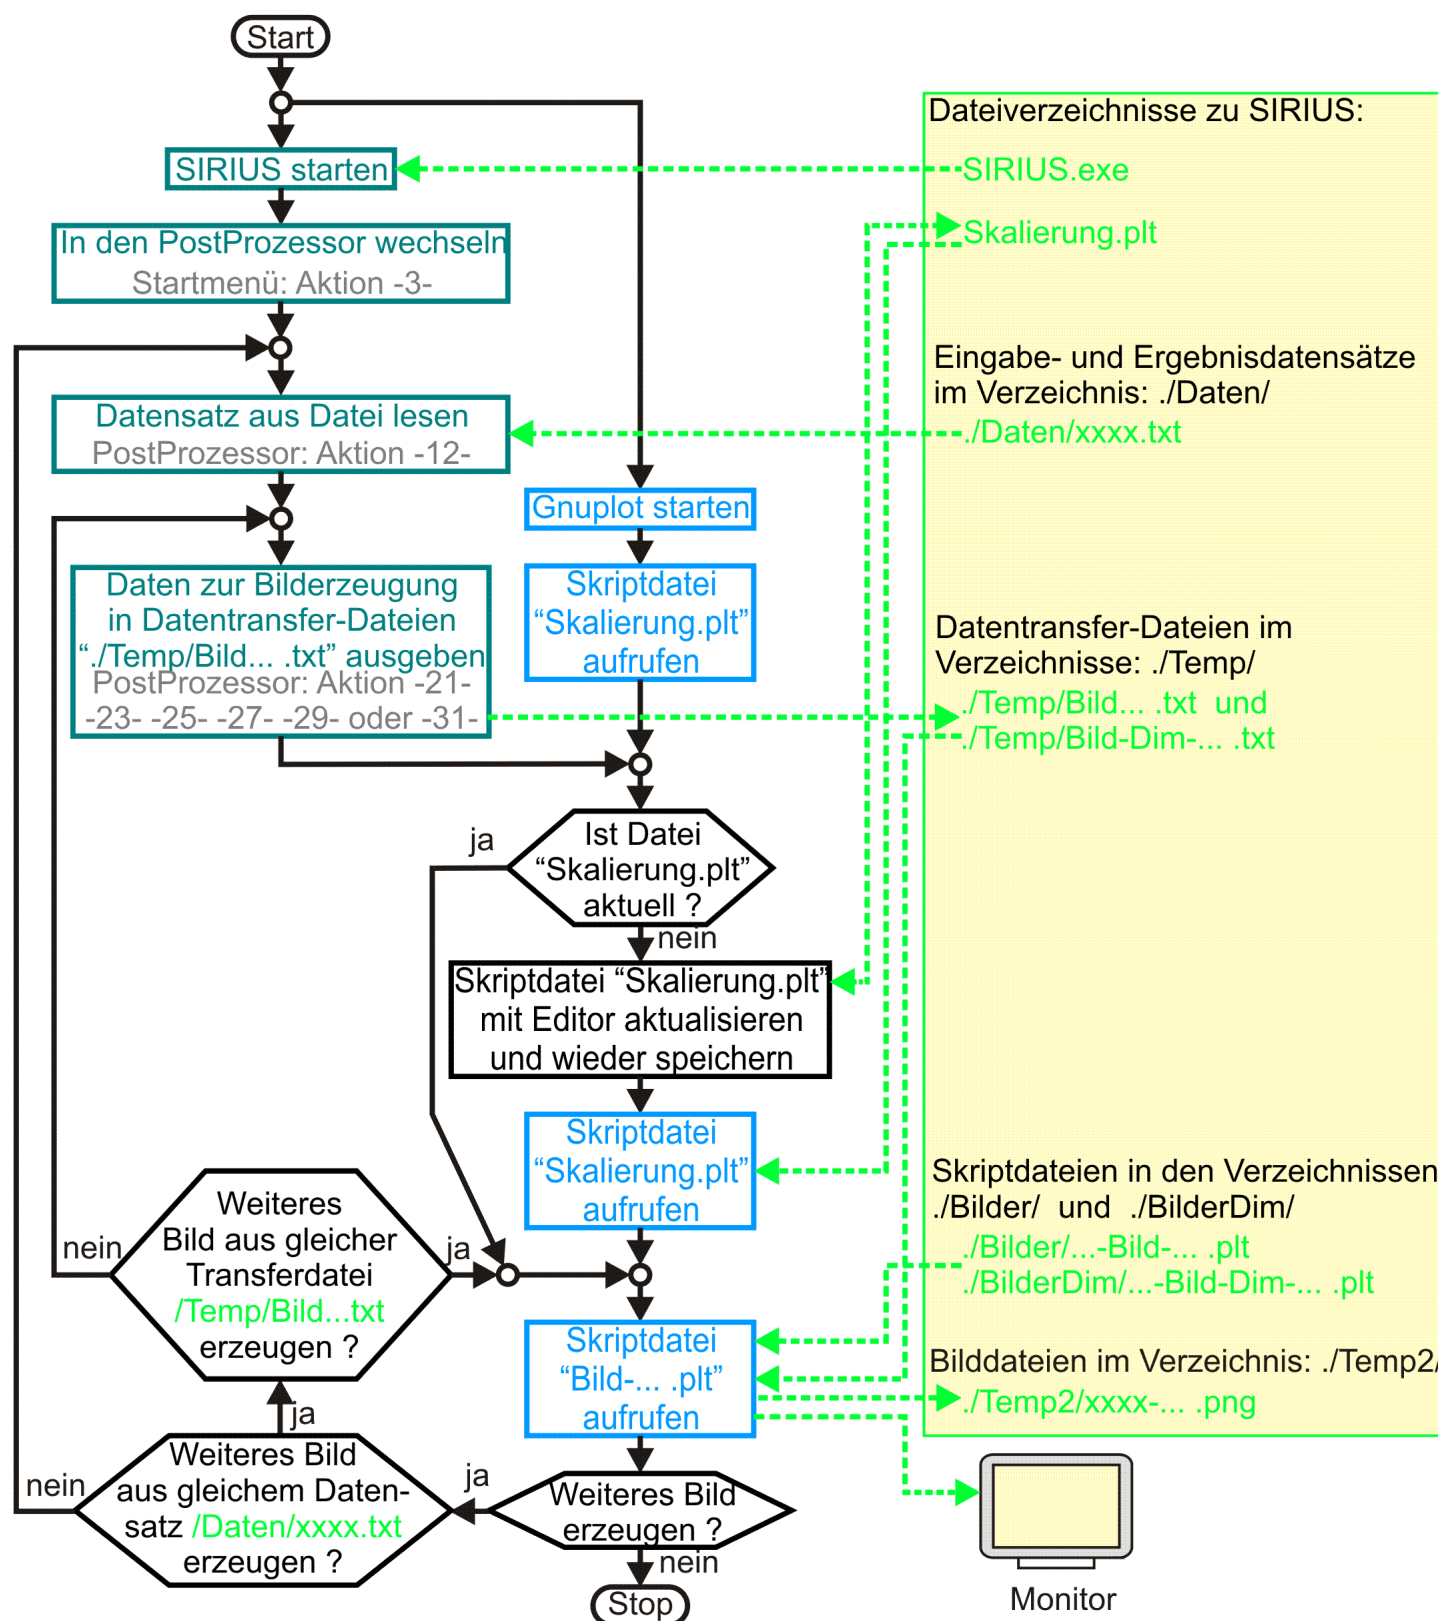 Start
SIRIUS starten
In den PostProzessor wechseln
Startmenü: Aktion -3-
Datensatz aus Datei lesen
PostProzessor: Aktion -12-
Daten zur Bilderzeugung
in Datentransfer-Dateien
“./Temp/Bild... .txt” ausgeben
PostProzessor: Aktion -21-
-23- -25- -27- -29- oder -31-
Gnuplot starten
Skriptdatei
“Skalierung.plt”
aufrufen
ja
Ist Datei
“Skalierung.plt”
aktuell ?
nein
Skriptdatei “Skalierung.plt”
mit Editor aktualisieren
und wieder speichern
Skriptdatei
“Skalierung.plt”
aufrufen
nein
Weiteres
Bild aus gleicher
Transferdatei
/Temp/Bild...txt
erzeugen ?
ja
Skriptdatei
“Bild-... .plt”
aufrufen
ja
nein
Weiteres Bild
aus gleichem Daten-
satz /Daten/xxxx.txt
erzeugen ?
ja
Weiteres Bild
erzeugen ?
nein
Stop
Dateiverzeichnisse zu SIRIUS:
SIRIUS.exe
Skalierung.plt
Eingabe- und Ergebnisdatensätze
im Verzeichnis: ./Daten/
./Daten/xxxx.txt
Datentransfer-Dateien im
Verzeichnisse: ./Temp/
./Temp/Bild... .txt und
./Temp/Bild-Dim-... .txt
Skriptdateien in den Verzeichnissen
./Bilder/ und ./BilderDim/
./Bilder/...-Bild-... .plt
./BilderDim/...-Bild-Dim-... .plt
Bilddateien im Verzeichnis: ./Temp2/
./Temp2/xxxx-... .png
Monitor